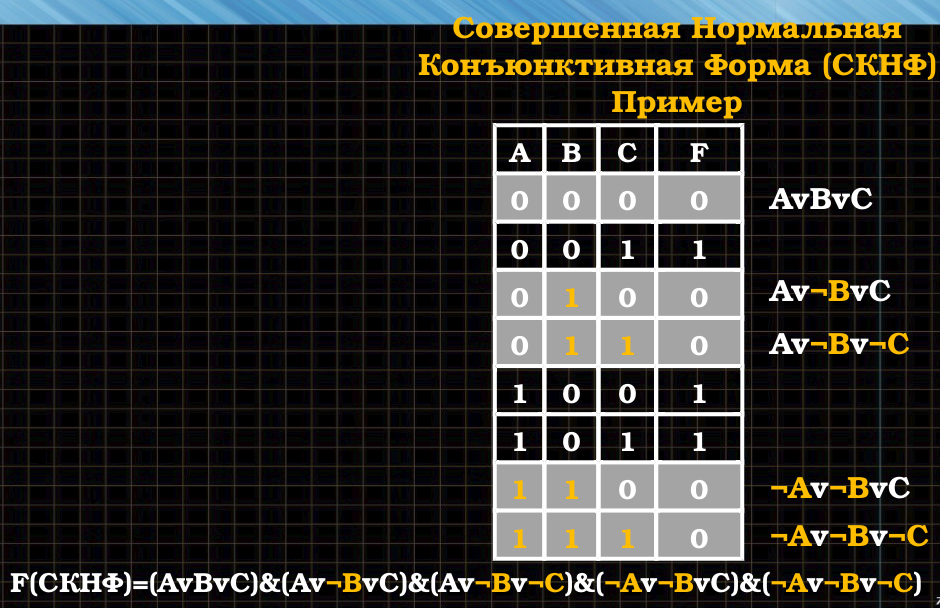 Совершенная Нормальная
Конъюнктивная Форма (СКНФ)
Пример
A B C F
0 0 0 0 AvBvC
0 0 1 1
0 1 0 0 Av¬BvC
0 1 1 0 Av¬Bv¬C
1 0 0 1
1 0 1 1
1 1 0 0 ¬Av¬BvC
1 1 1 0 ¬Av¬Bv¬C
F(СКНФ)=(AvBvC)&(Av¬BvC)&(Av¬Bv¬C)&(¬Av¬BvC)&(¬Av¬Bv¬C)